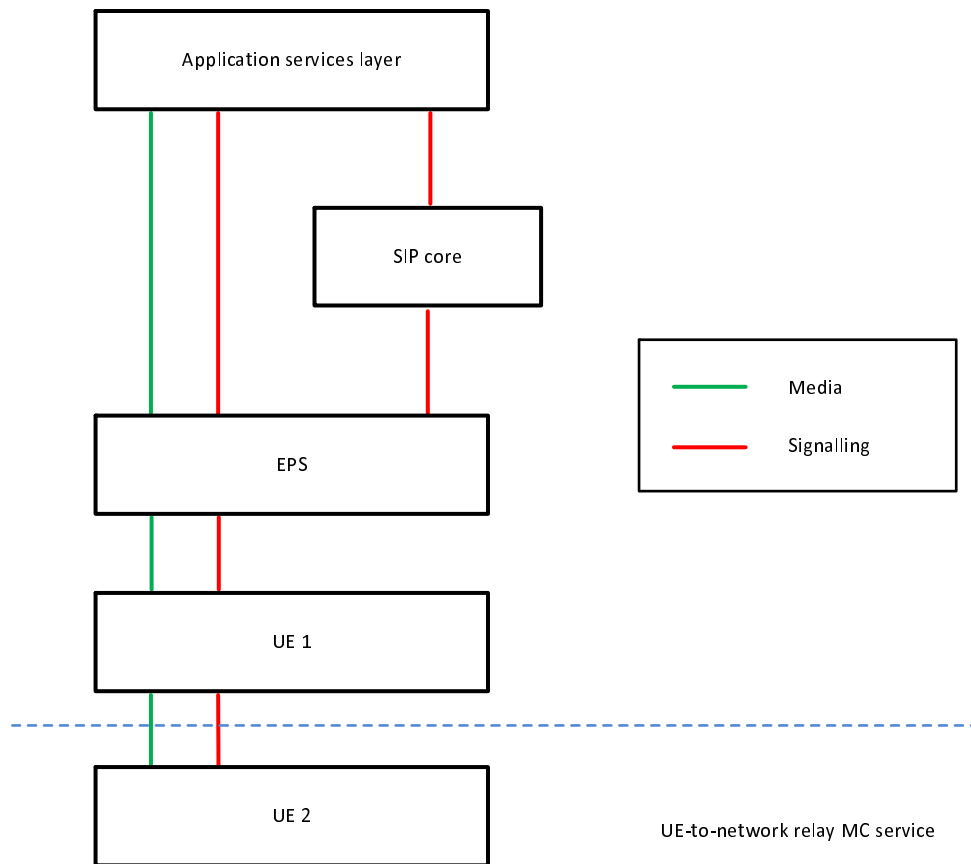 Application services layer
SIP core
Media
Signalling
EPS
UE 1
UE 2
UE-to-network relay MC service